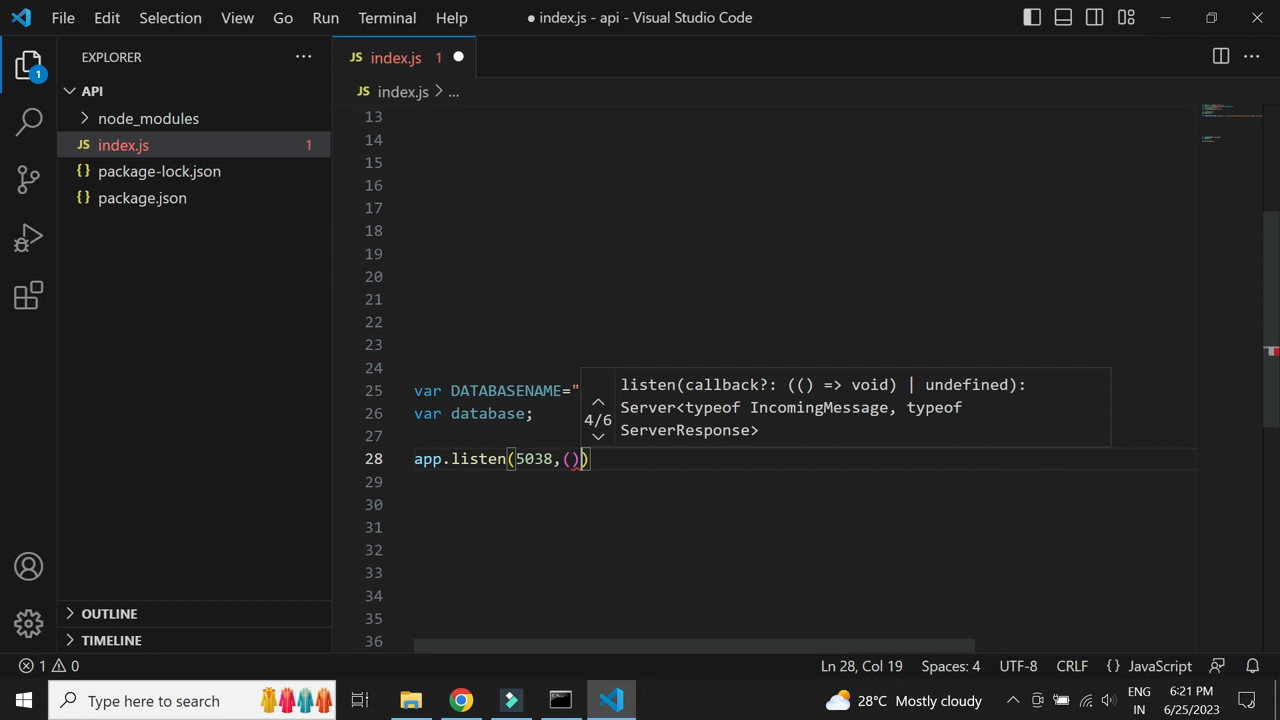 File Edit Selection View Go Run Terminal Help ● index.js - api - Visual Studio Code
EXPLORER ···
JS index.js 1 ●
1
API
JS index.js > ...
node_modules
JS index.js 1
{} package-lock.json
{} package.json
13
14
15
16
17
18
19
20
21
22
23
24
25 var DATABASENAME="
26 var database;
27
28 app.listen(5038,())
29
30
31
32
33
34
35
36
4/6
listen(callback?: (() => void) | undefined):
Server<typeof IncomingMessage, typeof
ServerResponse>
OUTLINE
TIMELINE
1 0 Ln 28, Col 19 Spaces: 4 UTF-8 CRLF {} JavaScript
Type here to search 28°C Mostly cloudy ENG IN 6:21 PM 6/25/2023